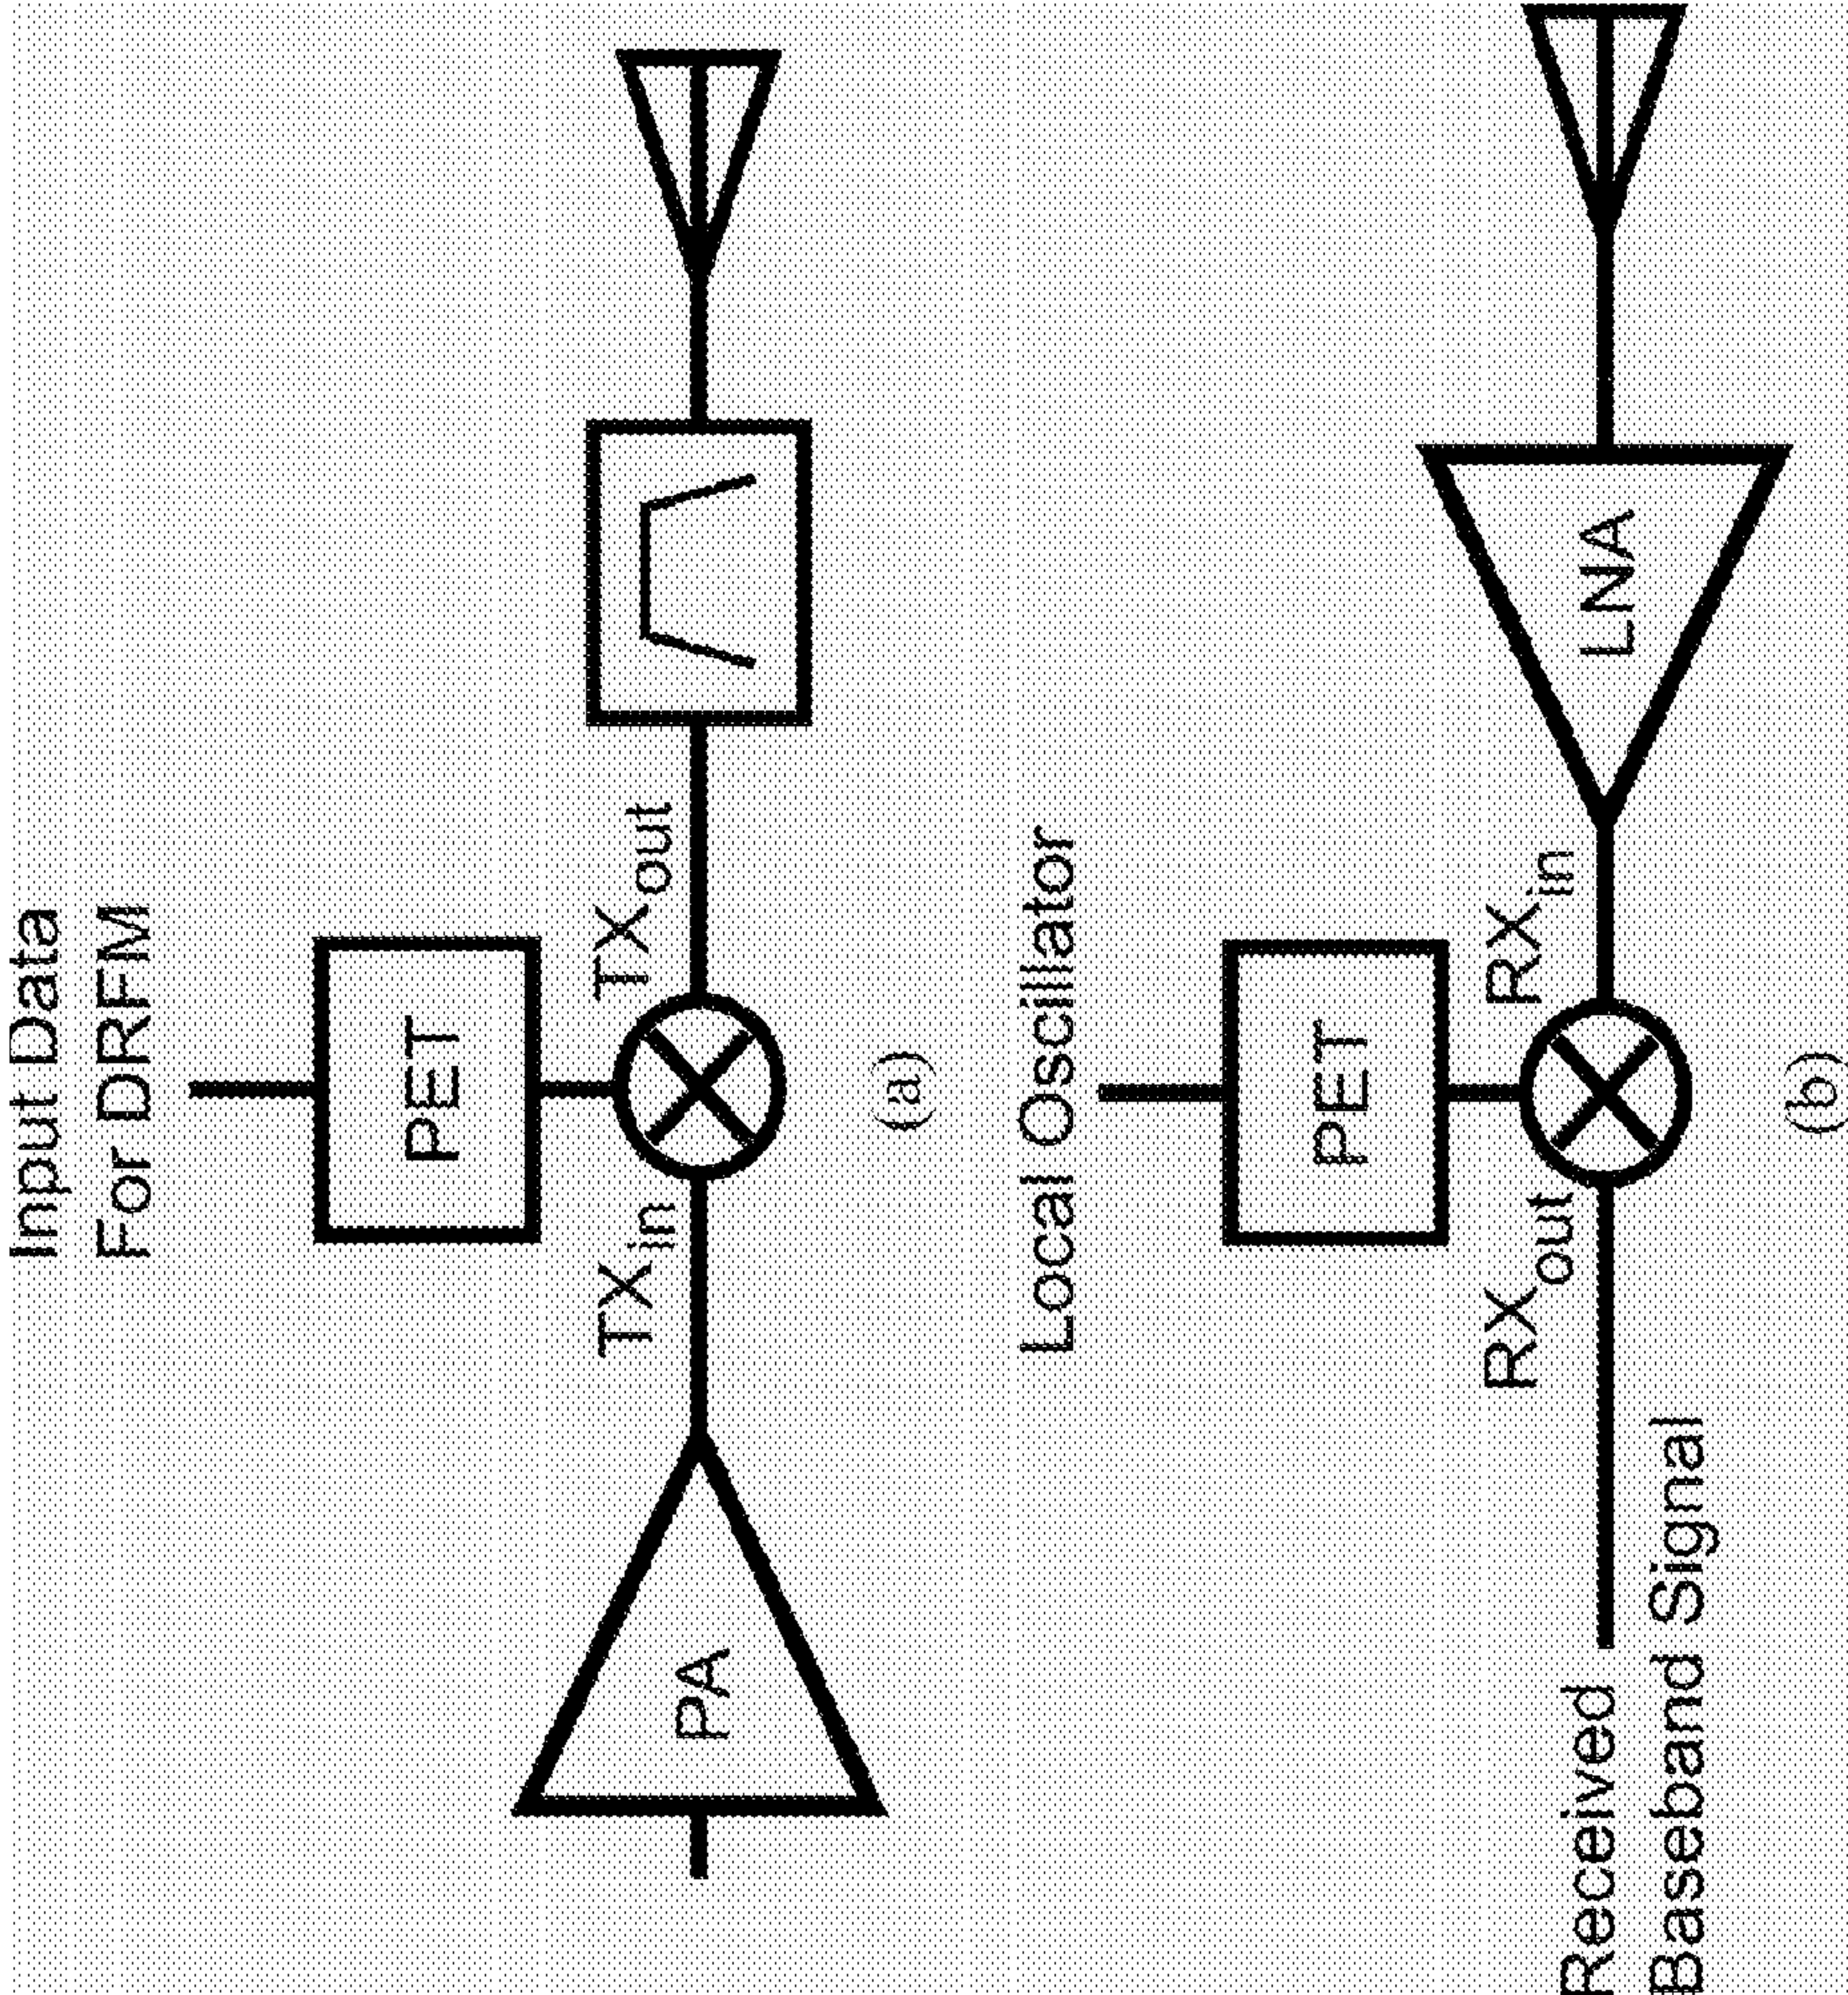 Input Data
For DRFM
PET
PA
TXin
TXout
(a)
Local Oscillator
PET
RXout
RXin
LNA
Received
Baseband Signal
(b)